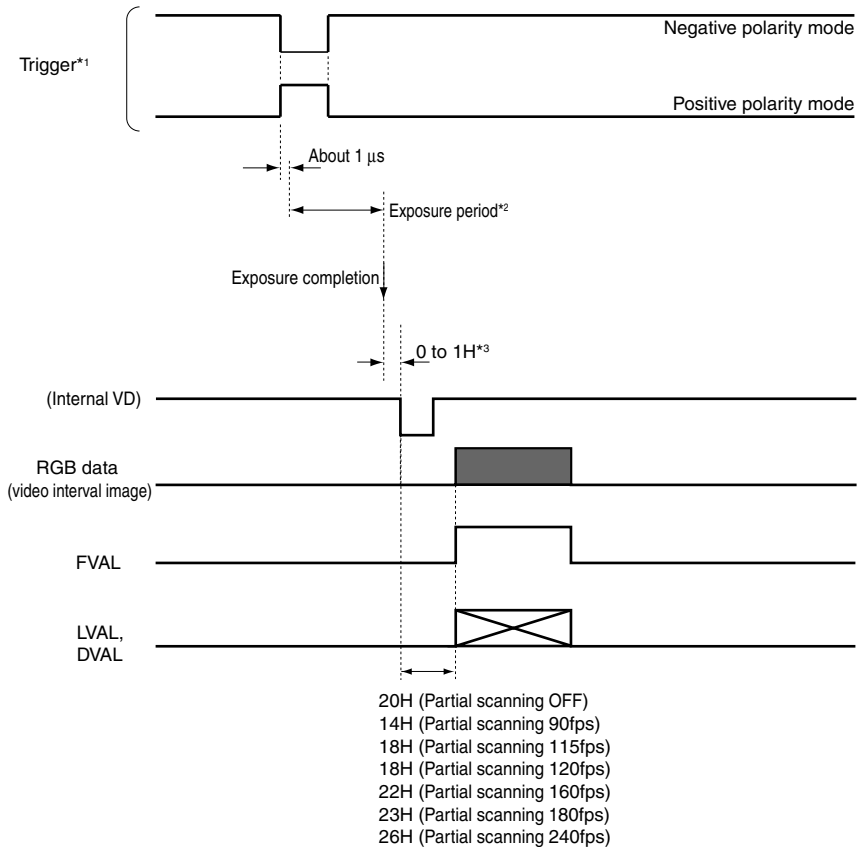 Negative polarity mode
Trigger*1
Positive polarity mode
About 1 μs
Exposure period*2
Exposure completion
0 to 1H*3
(Internal VD)
RGB data
(video interval image)
FVAL
LVAL,
DVAL
20H (Partial scanning OFF)
14H (Partial scanning 90fps)
18H (Partial scanning 115fps)
18H (Partial scanning 120fps)
22H (Partial scanning 160fps)
23H (Partial scanning 180fps)
26H (Partial scanning 240fps)